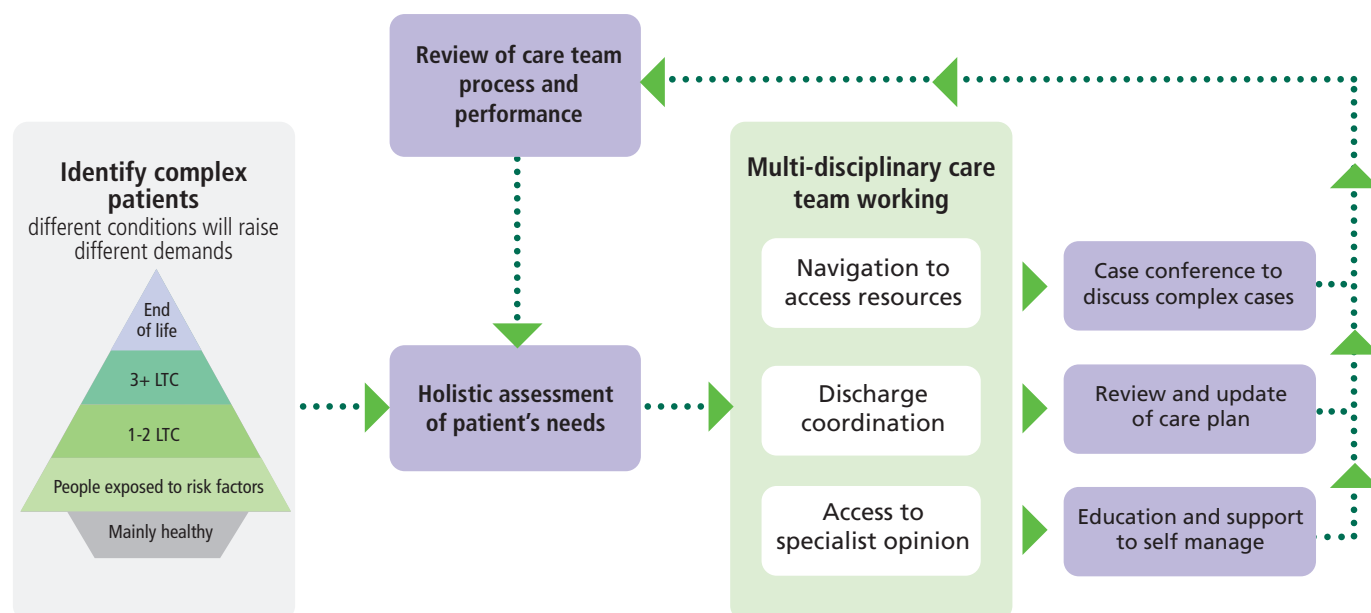 Review of care team
process and
performance
Identify complex
patients
different conditions will raise
different demands
End
of life
3+ LTC
1-2 LTC
People exposed to risk factors
Mainly healthy
Holistic assessment
of patient’s needs
Multi-disciplinary care
team working
Navigation to
access resources
Discharge
coordination
Access to
specialist opinion
Case conference to
discuss complex cases
Review and update
of care plan
Education and support
to self manage